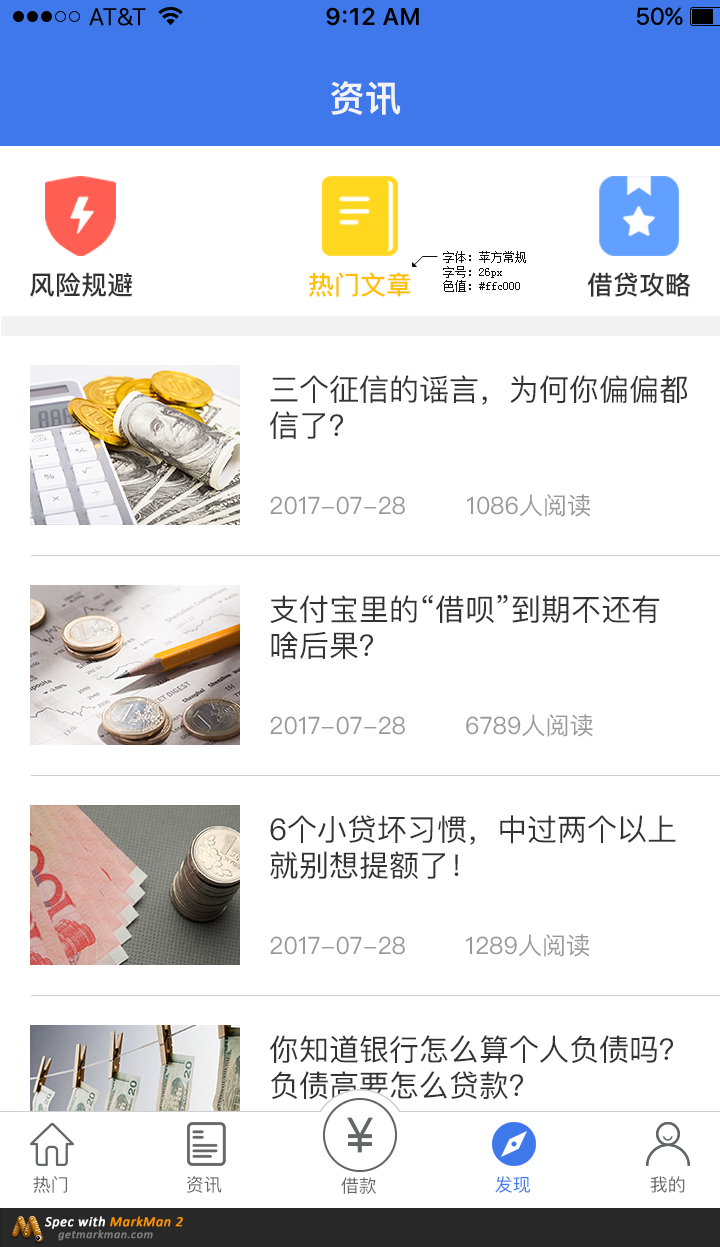 AT&T
9:12 AM
50%
资讯
风险规避
热门文章
字体：苹方常规
字号：26px
色值：#ffc000
借贷攻略
三个征信的谣言，为何你偏偏都
信了？
2017-07-28 1086人阅读
支付宝里的“借呗”到期不还有
啥后果？
2017-07-28 6789人阅读
6个小贷坏习惯，中过两个以上
就别想提额了！
2017-07-28 1289人阅读
你知道银行怎么算个人负债吗？
负债高要怎么贷款？
¥
热门
资讯
借款
发现
我的
Spec with MarkMan 2
getmarkman.com